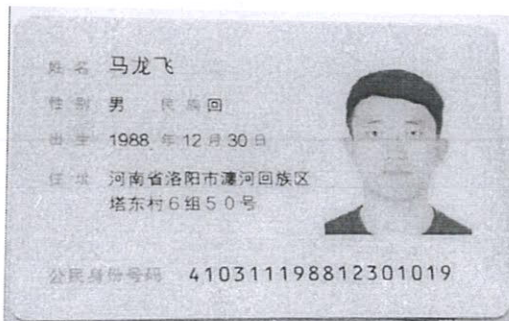 姓名 马龙飞
性别 男 民族 回
出生 1988 年 12 月 30 日
住址 河南省洛阳市瀍河回族区
塔东村6组50号
公民身份号码 410311198812301019